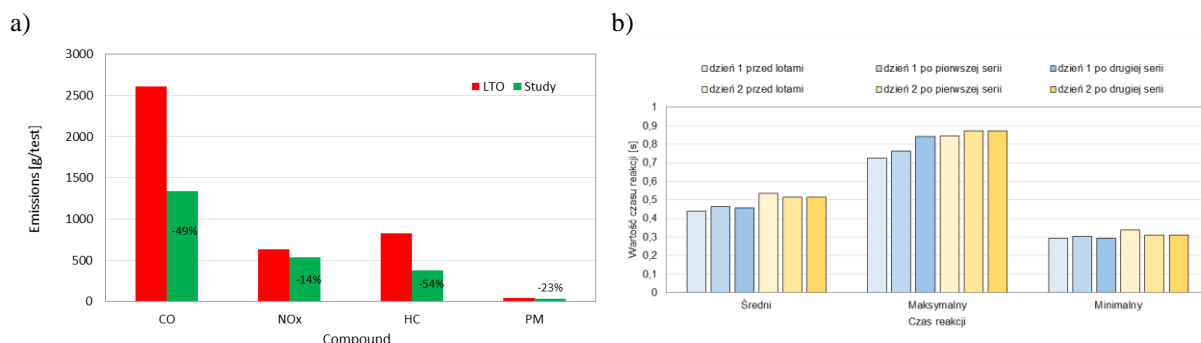 a)
3000
2500
2000
1500
1000
500
0
Emissions [g/test]
LTO Study
-49%
-14%
-54%
-23%
CO NOx HC PM
Compound
b)
dzień 1 przed lotami dzień 1 po pierwszej serii dzień 1 po drugiej serii
dzień 2 przed lotami dzień 2 po pierwszej serii dzień 2 po drugiej serii
1
0,9
0,8
0,7
0,6
0,5
0,4
0,3
0,2
0,1
0
Wartość czasu reakcji [s]
Średni Maksymalny Minimalny
Czas reakcji